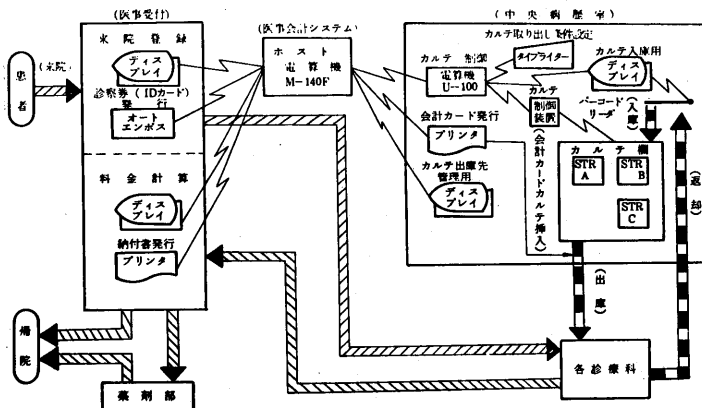 (医事受付)
来院登録
ディス
プレイ
診察券(IDカード)
発行
オート
エンボス
料金計算
ディス
プレイ
納付書発行
プリンタ
患者
(来院)
帰院
薬剤部
(医事会計システム)
ホスト
電算機
M-140F
(中央病歴室)
カルテ取り出し条件設定
タイプライター
カルテ制御
電算機
U-100
カルテ
制御
装置
カルテ入庫用
ディス
プレイ
バーコード
リーダ
(入庫)
会計カード発行
プリンタ
カルテ出庫先
管理用
ディス
プレイ
(会計カードカルテ挿入)
カルテ棚
STR
A
STR
B
STR
C
(返却)
(出庫)
各診療科